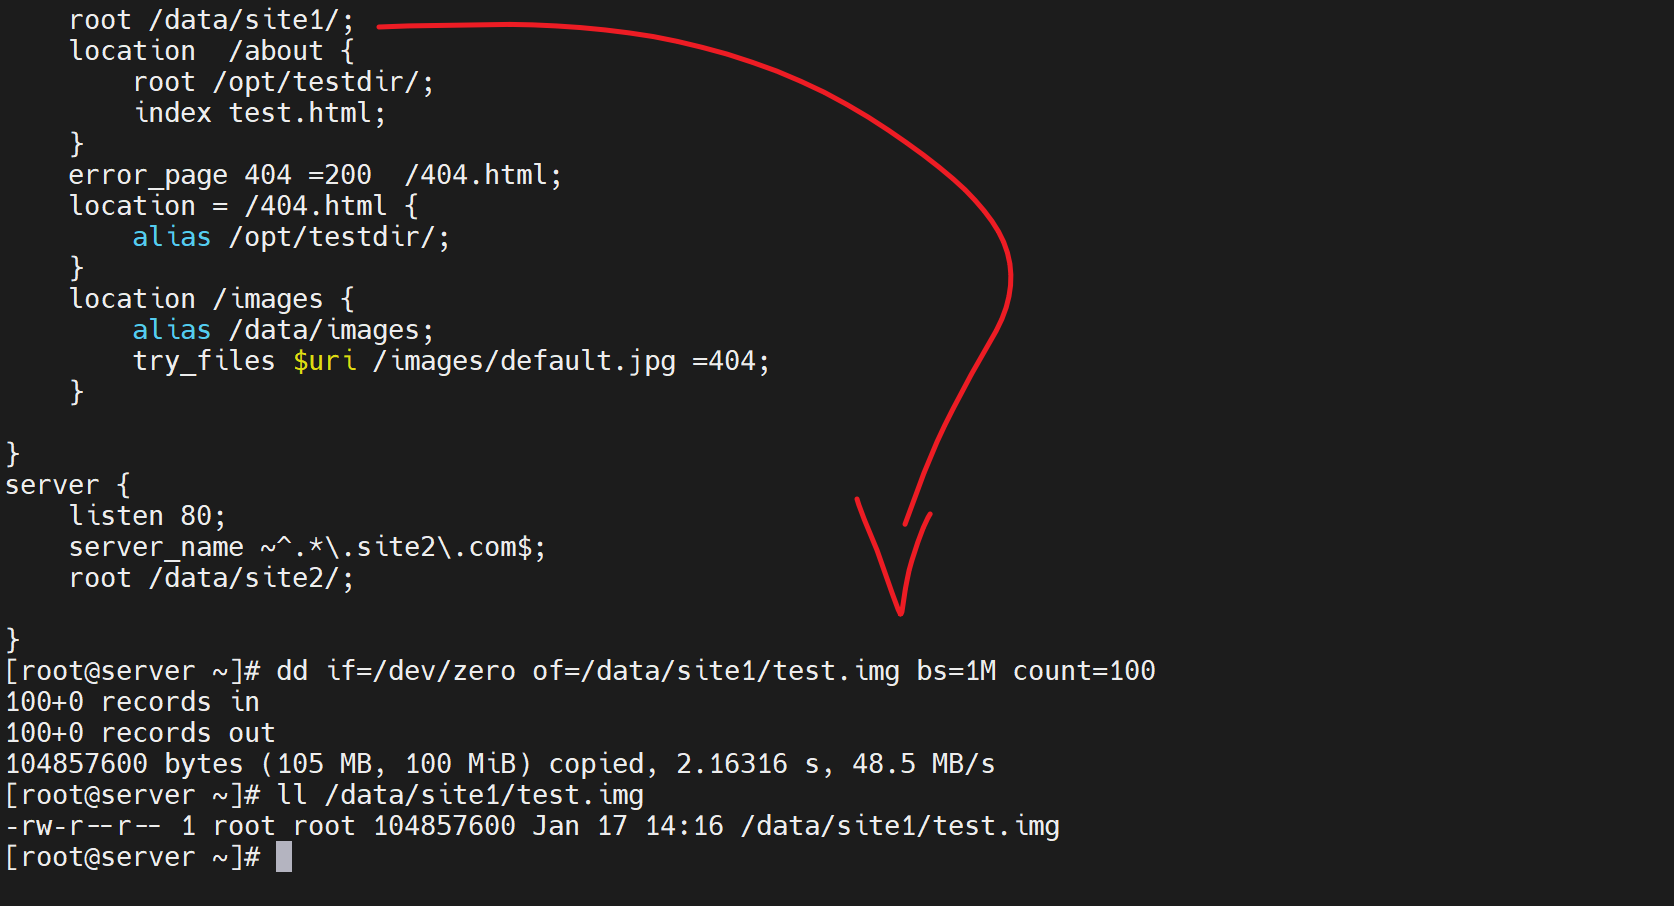 root /data/site1/;
location  /about {
root /opt/testdir/;
index test.html;
}
error_page 404 =200  /404.html;
location = /404.html {
alias /opt/testdir/;
}
location /images {
alias /data/images;
try_files $uri /images/default.jpg =404;
}
}
server {
listen 80;
server_name ~^.*\.site2\.com$;
root /data/site2/;
}
[root@server ~]# dd if=/dev/zero of=/data/site1/test.img bs=1M count=100
100+0 records in
100+0 records out
104857600 bytes (105 MB, 100 MiB) copied, 2.16316 s, 48.5 MB/s
[root@server ~]# ll /data/site1/test.img
-rw-r--r-- 1 root root 104857600 Jan 17 14:16 /data/site1/test.img
[root@server ~]#